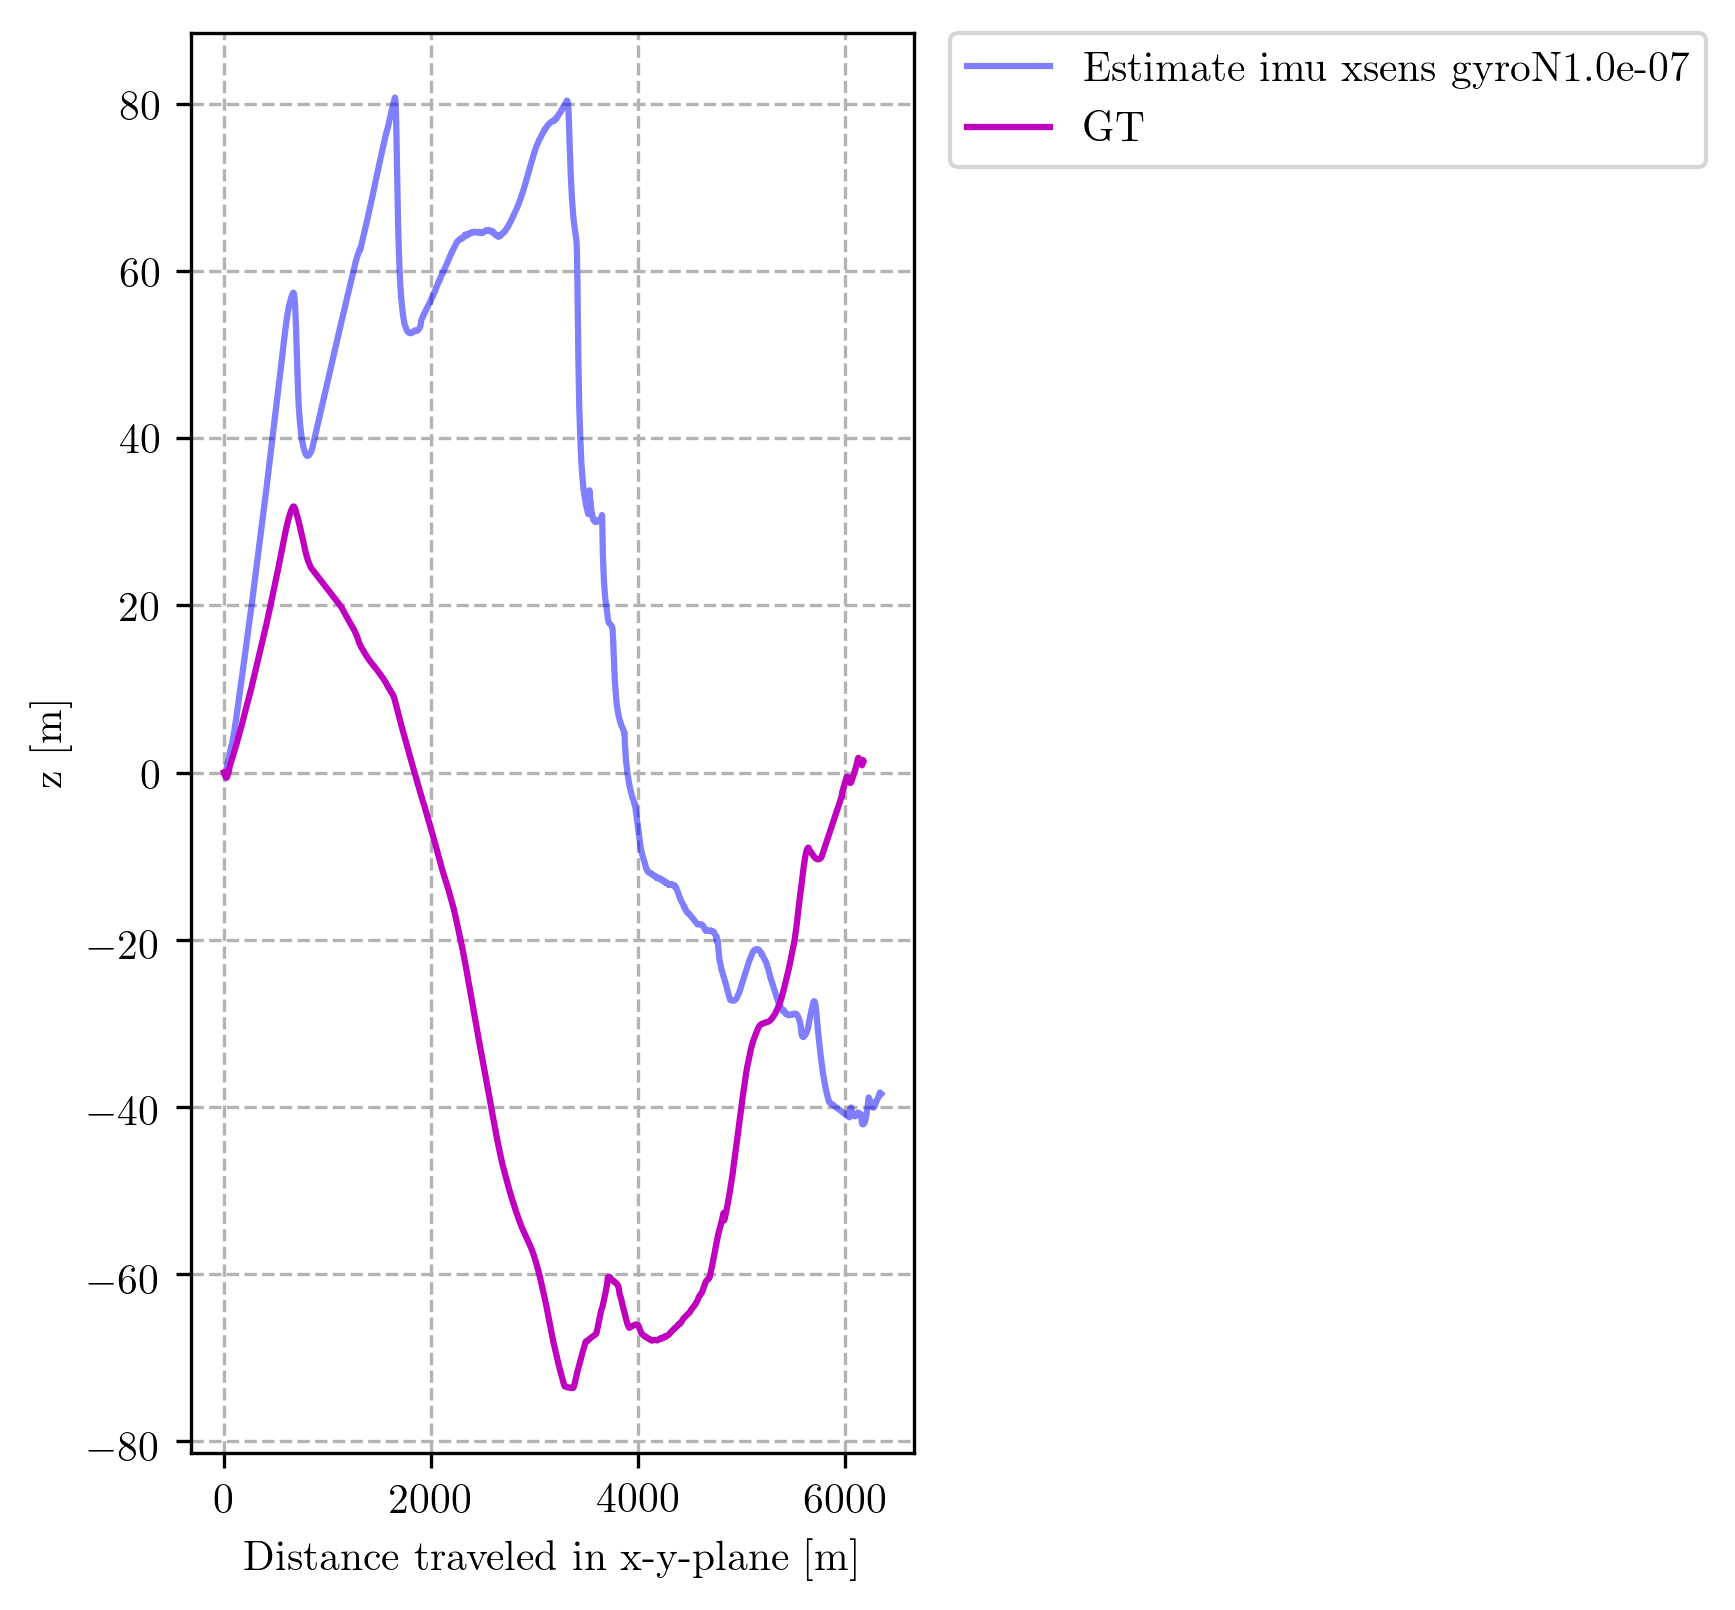 Estimate imu xsens gyroN1.0e-07
GT
80
60
40
20
0
−20
−40
−60
−80
z [m]
0 2000 4000 6000
Distance traveled in x-y-plane [m]